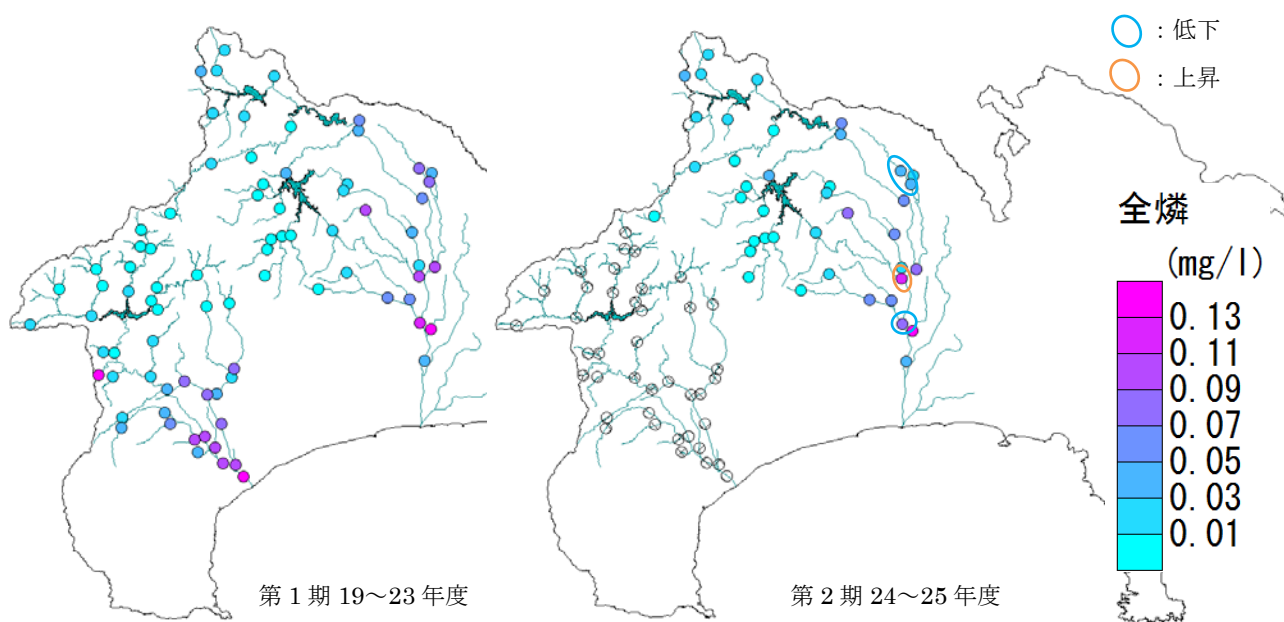 ：低下
：上昇
全燐
(mg/l)
0.13
0.11
0.09
0.07
0.05
0.03
0.01
第1期 19～23 年度
第2期 24～25 年度